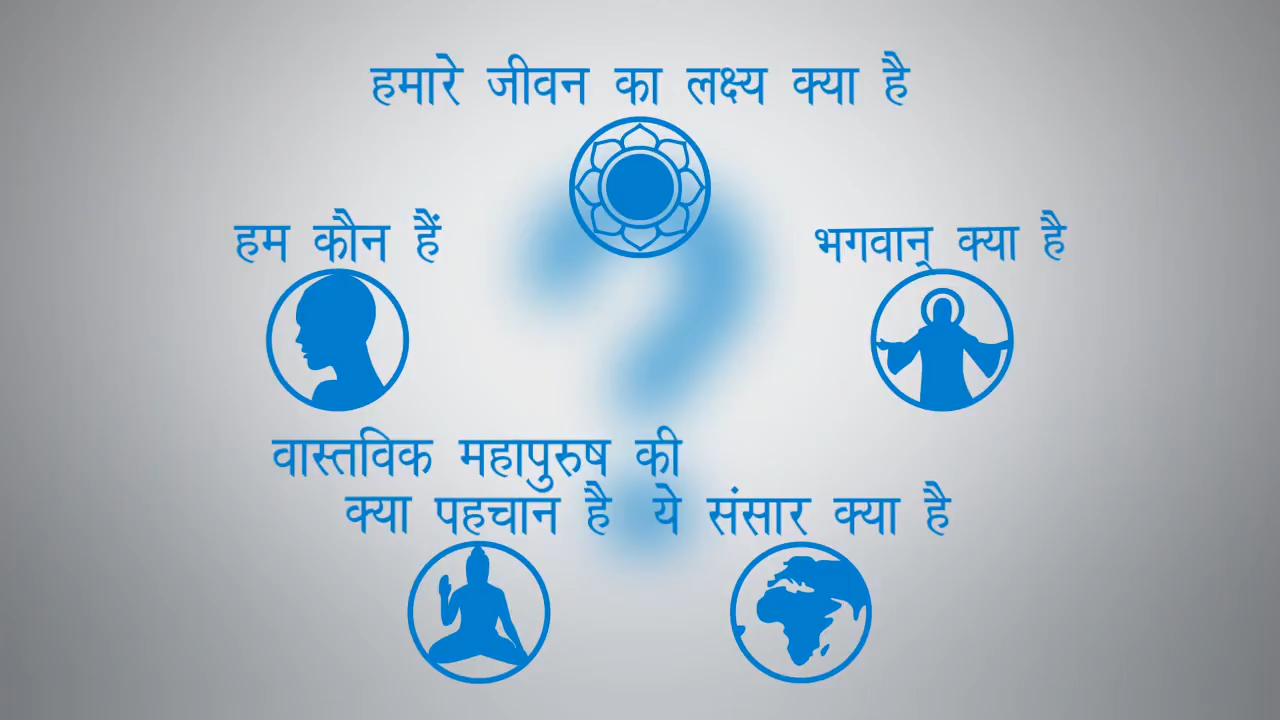 हमारे जीवन का लक्ष्य क्या है
हम कौन हैं
भगवान् क्या है
वास्तविक महापुरुष की
क्या पहचान है
ये संसार क्या है